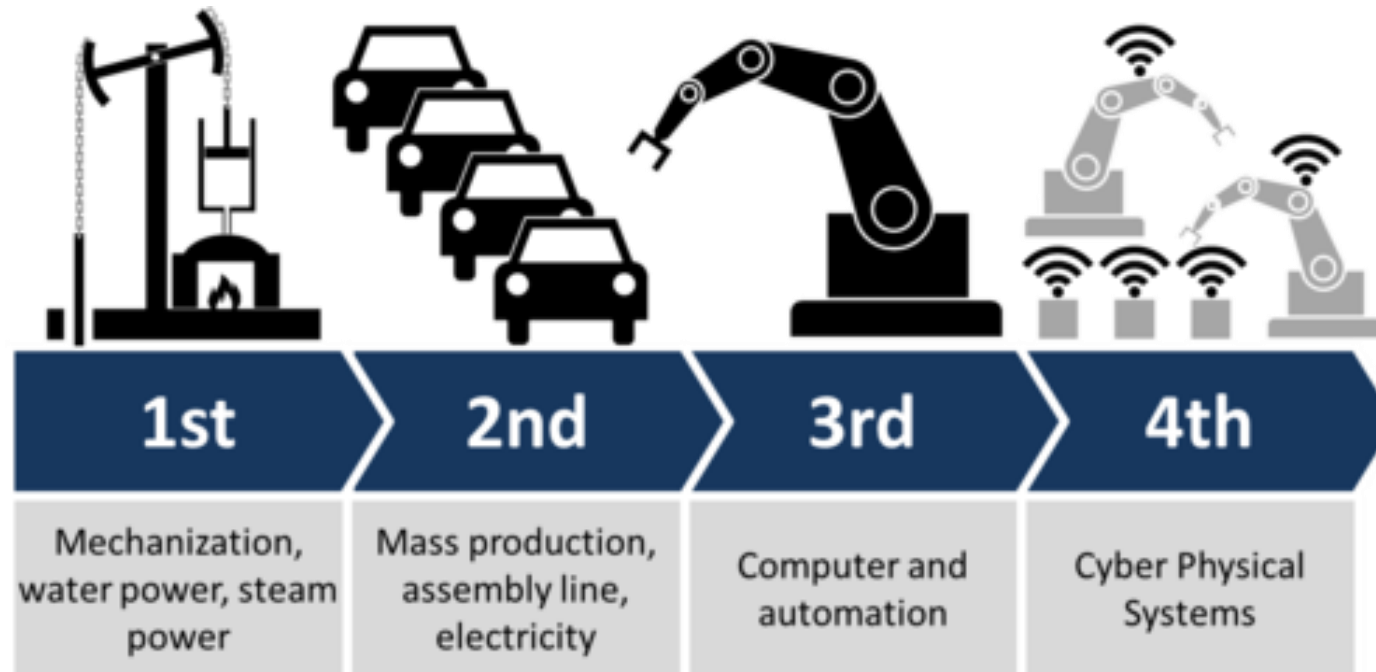 1st
2nd
3rd
4th
Mechanization,
water power, steam
power
Mass production,
assembly line,
electricity
Computer and
automation
Cyber Physical
Systems